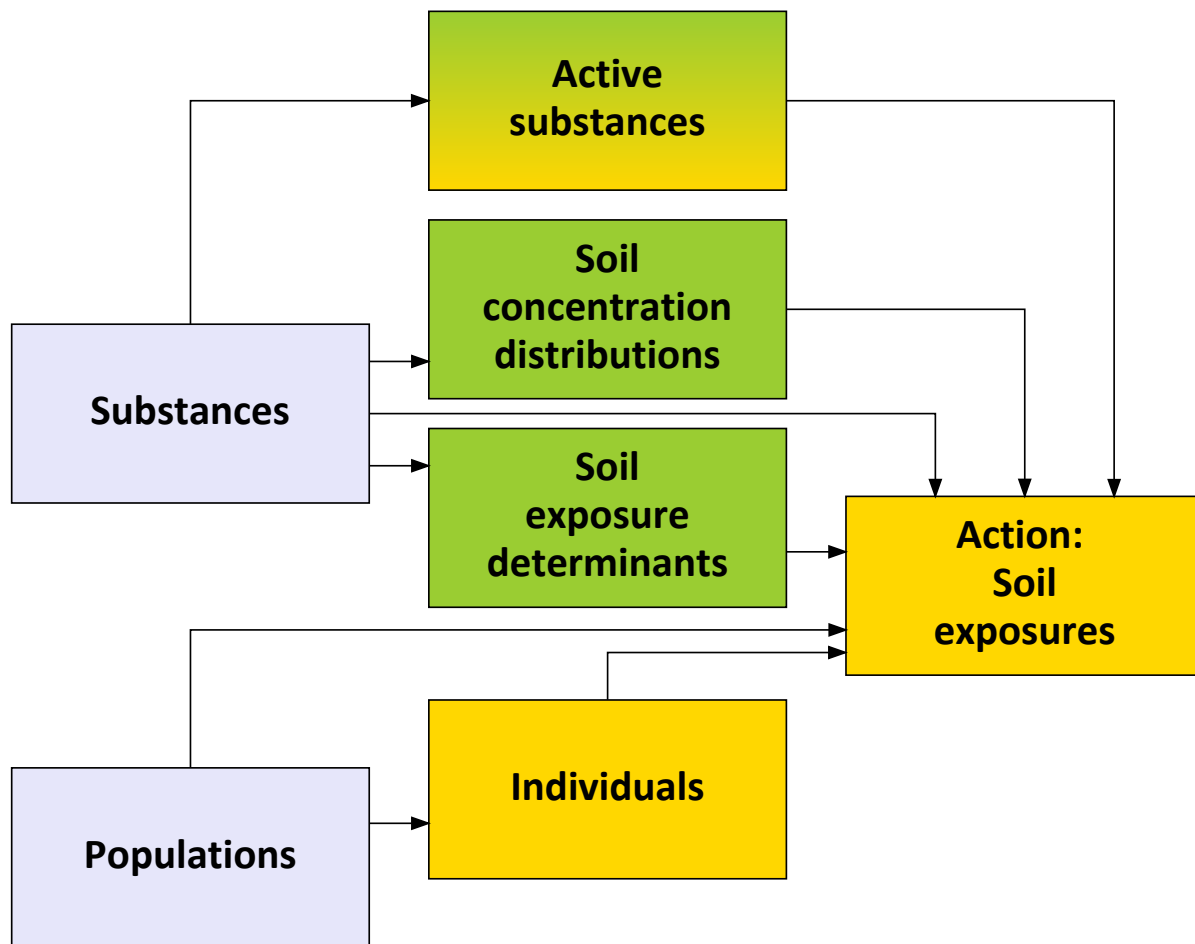 Active
substances
Soil
concentration
distributions
Substances
Soil
exposure
determinants
Action:
Soil
exposures
Individuals
Populations